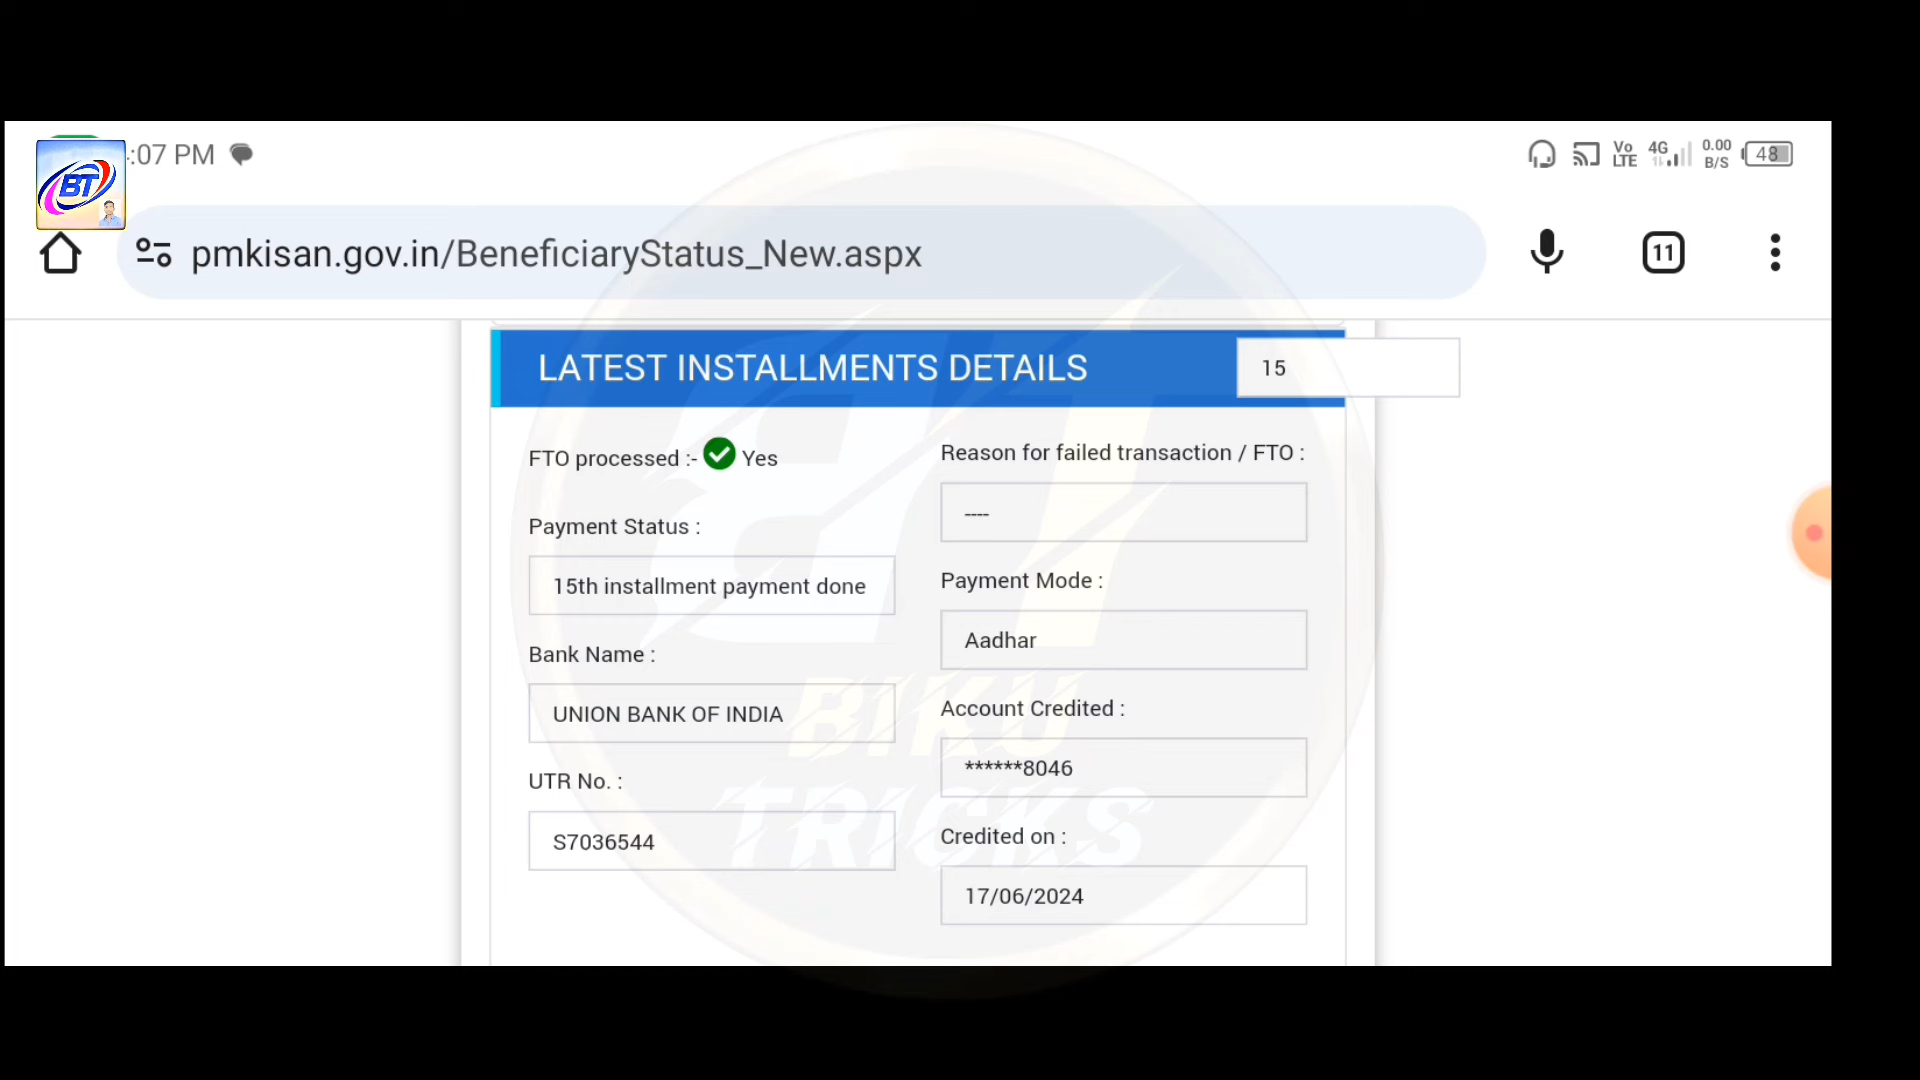 BT
:07 PM
Vo LTE 4G 0.00 B/S 48
pmkisan.gov.in/BeneficiaryStatus_New.aspx
11
LATEST INSTALLMENTS DETAILS
15
FTO processed :- Yes
Reason for failed transaction / FTO :
----
Payment Status :
15th installment payment done
Payment Mode :
Aadhar
Bank Name :
UNION BANK OF INDIA
Account Credited :
******8046
UTR No. :
S7036544
Credited on :
17/06/2024
BT
BIKU
TRICKS